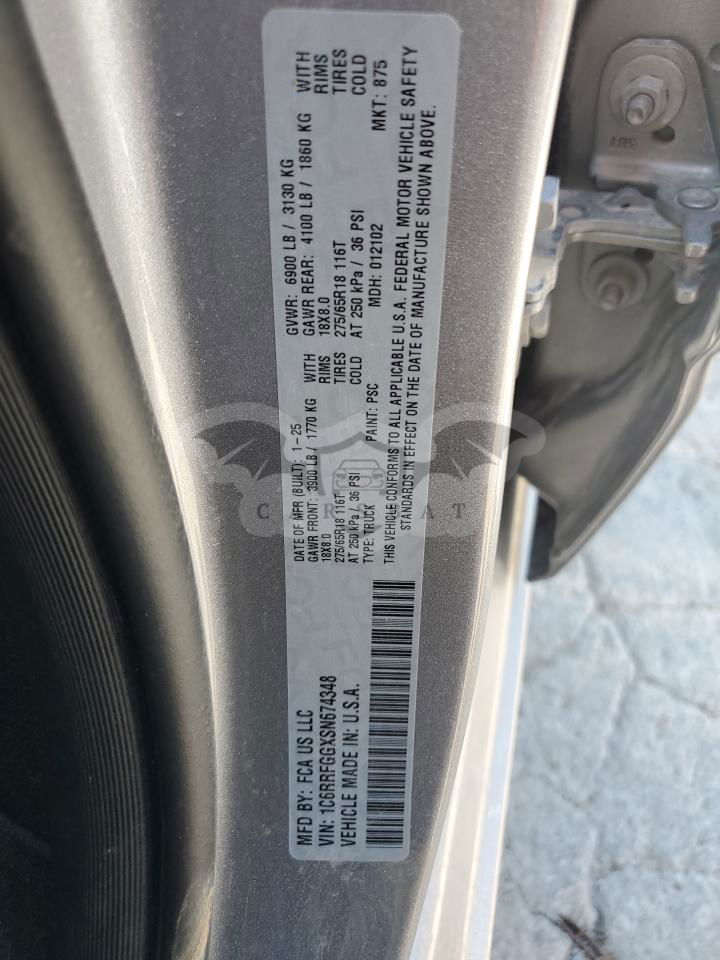 MFD BY: FCA US LLC
VIN: 1C6RRFGGXSN674348
VEHICLE MADE IN: U.S.A.
DATE OF MFR (BUILT): 1-25
GVWR: 6900 LB / 3130 KG
GAWR FRONT: 3900 LB / 1770 KG WITH
GAWR REAR: 4100 LB / 1860 KG WITH
18X8.0 RIMS
18X8.0 RIMS
275/65R18 116T TIRES
275/65R18 116T TIRES
AT 250 kPa / 36 PSI COLD
AT 250 kPa / 36 PSI COLD
TYPE: TRUCK PAINT: PSC MDH: 012102 MKT: 875
THIS VEHICLE CONFORMS TO ALL APPLICABLE U.S.A. FEDERAL MOTOR VEHICLE SAFETY
STANDARDS IN EFFECT ON THE DATE OF MANUFACTURE SHOWN ABOVE.